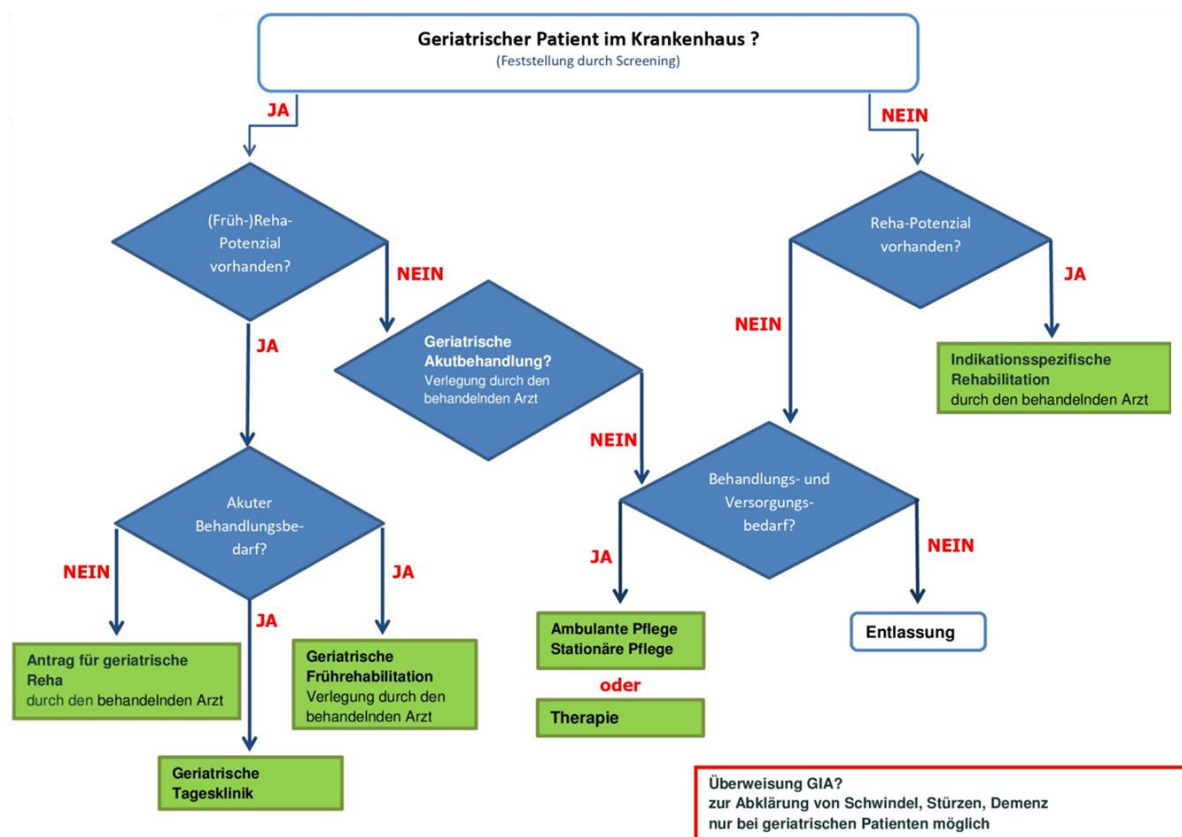 Geriatrischer Patient im Krankenhaus ?
(Feststellung durch Screening)
JA
NEIN
(Früh-)Reha-
Potenzial
vorhanden?
Reha-Potenzial
vorhanden?
NEIN
JA
NEIN
JA
Geriatrische
Akutbehandlung?
Verlegung durch den
behandelnden Arzt
Indikationsspezifische
Rehabilitation
durch den behandelnden Arzt
NEIN
Akuter
Behandlungsbe-
darf?
Behandlungs- und
Versorgungs-
bedarf?
NEIN
JA
JA
JA
NEIN
Antrag für geriatrische
Reha
durch den behandelnden Arzt
Geriatrische
Frührehabilitation
Verlegung durch den
behandelnden Arzt
Ambulante Pflege
Stationäre Pflege
oder
Therapie
Entlassung
Geriatrische
Tagesklinik
Überweisung GIA?
zur Abklärung von Schwindel, Stürzen, Demenz
nur bei geriatrischen Patienten möglich